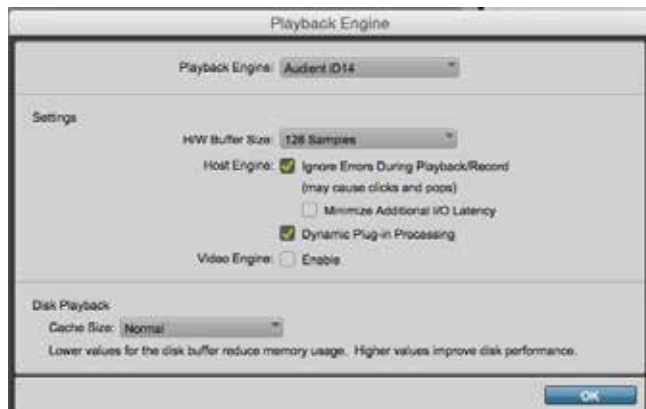 Playback Engine
Playback Engine: Audient iD14
Settings
H/W Buffer Size: 128 Samples
Host Engine: Ignore Errors During Playback/Record
(may cause clicks and pops)
Minimize Additional I/O Latency
Dynamic Plug-in Processing
Video Engine: Enable
Disk Playback
Cache Size: Normal
Lower values for the disk buffer reduce memory usage. Higher values improve disk performance.
OK